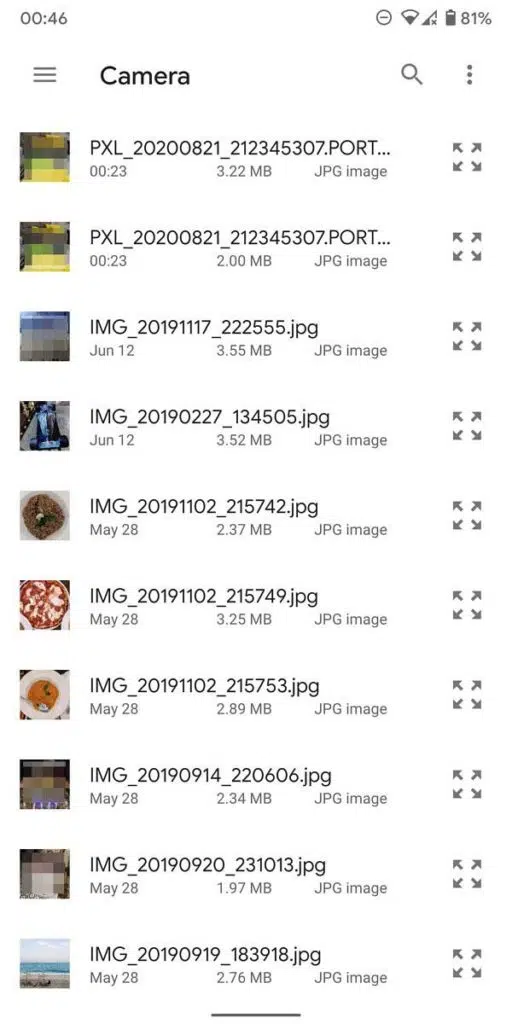 00:46 81%
Camera
PXL_20200821_212345307.PORT...
00:23 3.22 MB JPG image
PXL_20200821_212345307.PORT...
00:23 2.00 MB JPG image
IMG_20191117_222555.jpg
Jun 12 3.55 MB JPG image
IMG_20190227_134505.jpg
Jun 12 3.52 MB JPG image
IMG_20191102_215742.jpg
May 28 2.37 MB JPG image
IMG_20191102_215749.jpg
May 28 3.25 MB JPG image
IMG_20191102_215753.jpg
May 28 2.89 MB JPG image
IMG_20190914_220606.jpg
May 28 2.34 MB JPG image
IMG_20190920_231013.jpg
May 28 1.97 MB JPG image
IMG_20190919_183918.jpg
May 28 2.76 MB JPG image